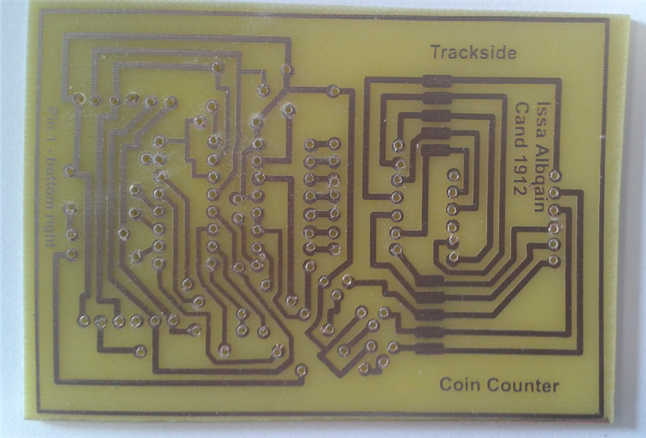 Trackside
Issa Albqain
Cand 1912
Pin 1 - bottom right
Coin Counter